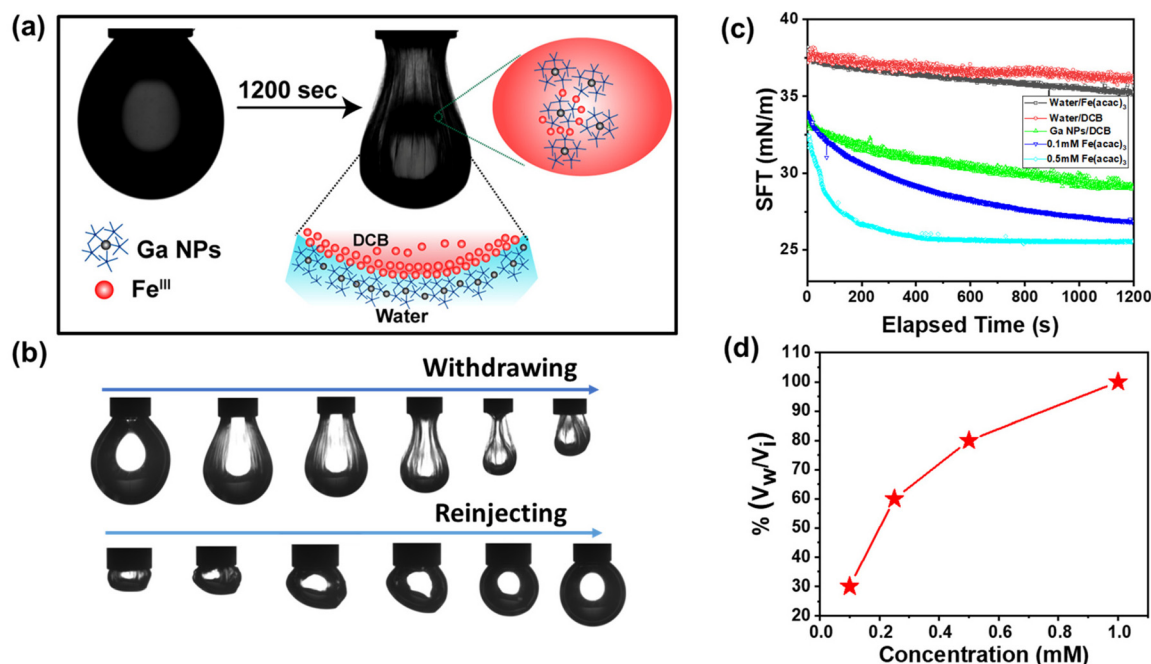 (a)
1200 sec
Ga NPs
Feᴵᴵᴵ
DCB
Water
(b)
Withdrawing
Reinjecting
(c)
SFT (mN/m)
35
30
25
Water/Fe(acac)₃
Water/DCB
Ga NPs/DCB
0.1mM Fe(acac)₃
0.5mM Fe(acac)₃
0 200 400 600 800 1000 1200
Elapsed Time (s)
(d)
% (Vw/Vi)
110
100
90
80
70
60
50
40
30
20
0.0 0.2 0.4 0.6 0.8 1.0
Concentration (mM)